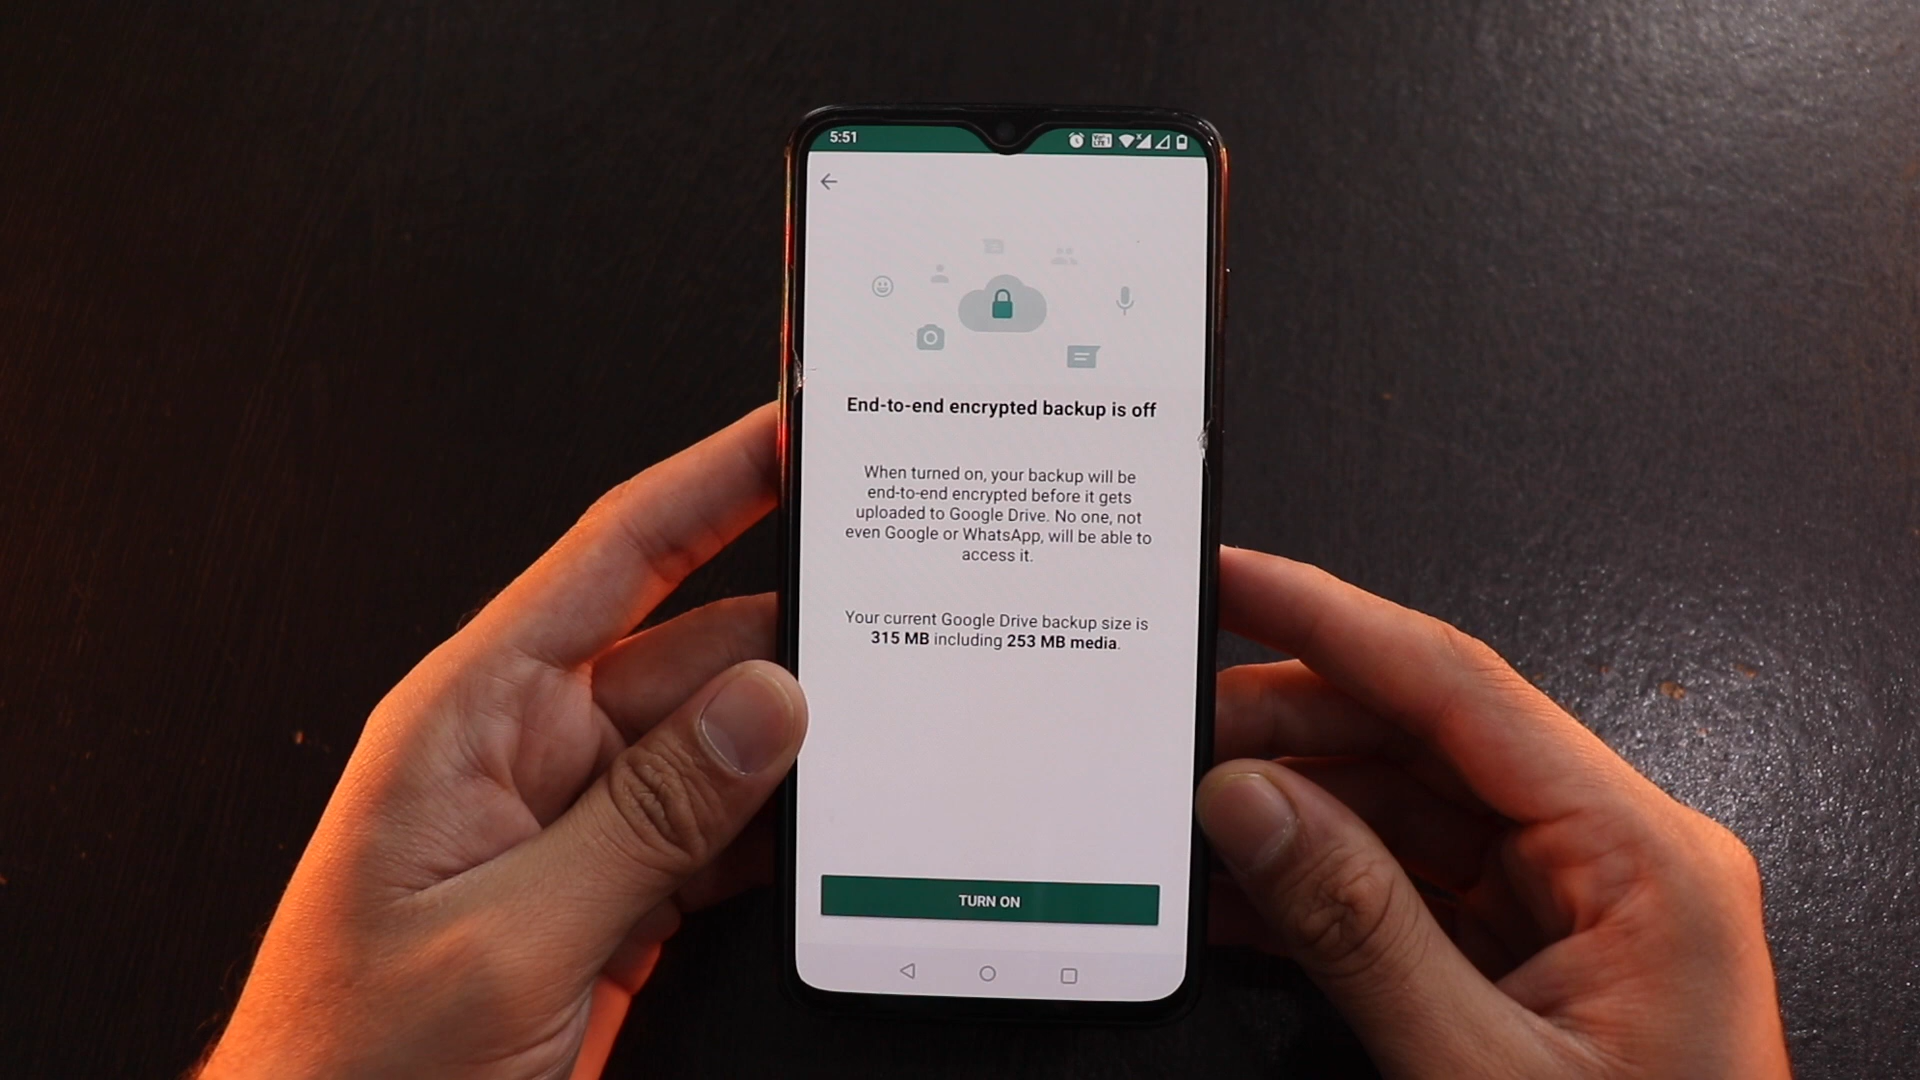 5:51
End-to-end encrypted backup is off
When turned on, your backup will be
end-to-end encrypted before it gets
uploaded to Google Drive. No one, not
even Google or WhatsApp, will be able to
access it.
Your current Google Drive backup size is
315 MB including 253 MB media.
TURN ON